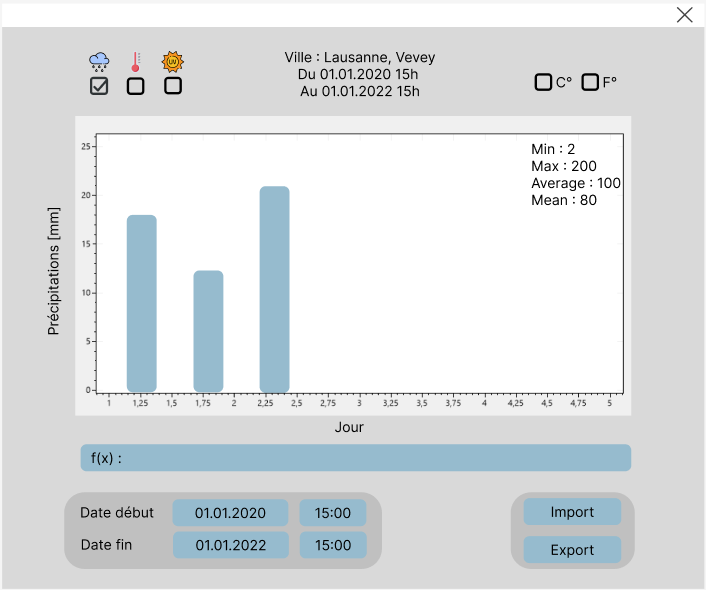 UV
Ville : Lausanne, Vevey
Du 01.01.2020 15h
Au 01.01.2022 15h
C° F°
Min : 2
Max : 200
Average : 100
Mean : 80
Précipitations [mm]
25
20
15
10
5
0
1 1,25 1,5 1,75 2 2,25 2,5 2,75 3 3,25 3,5 3,75 4 4,25 4,5 4,75 5
Jour
f(x) :
Date début 01.01.2020 15:00
Date fin 01.01.2022 15:00
Import
Export